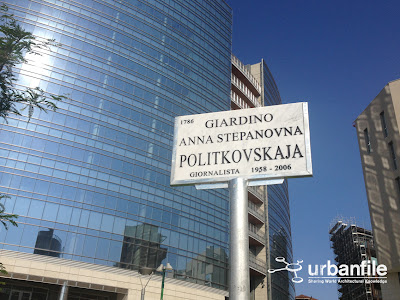 1786
GIARDINO
ANNA STEPANOVNA
POLITKOVSKAJA
GIORNALISTA 1958 - 2006
urbanfile
Sharing World Architectural Knowledge